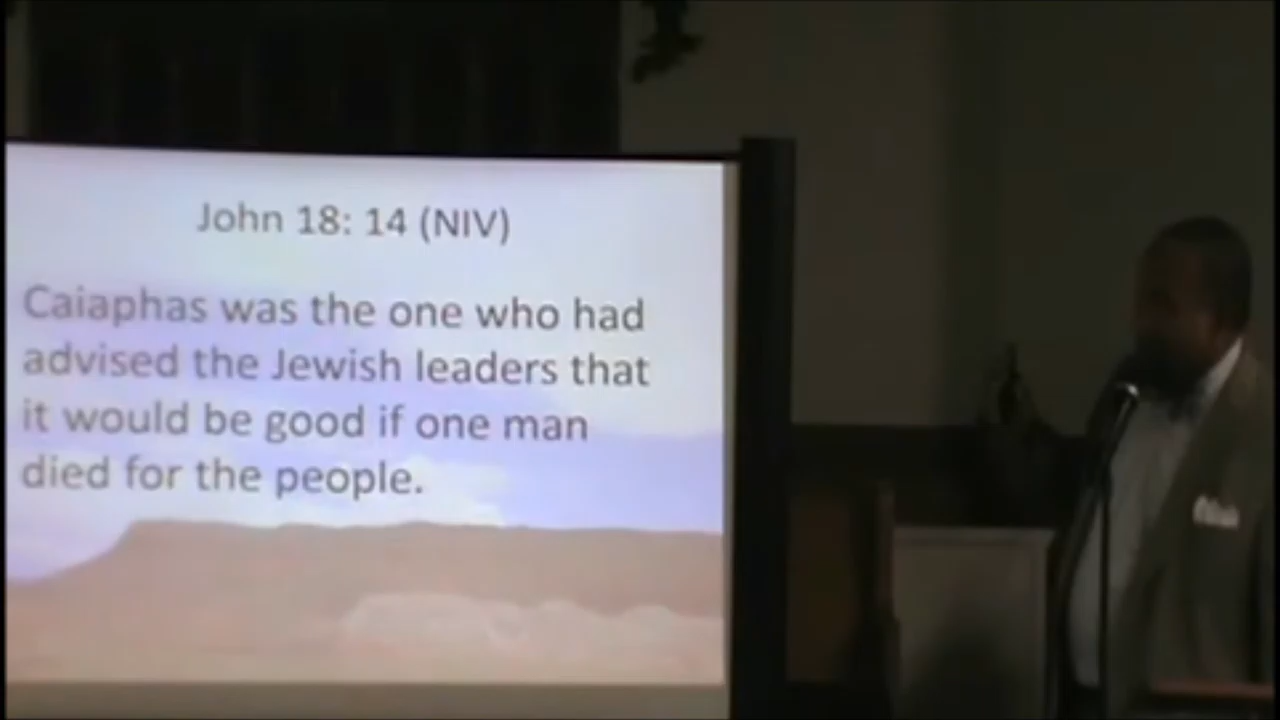 John 18: 14 (NIV)
Caiaphas was the one who had
advised the Jewish leaders that
it would be good if one man
died for the people.